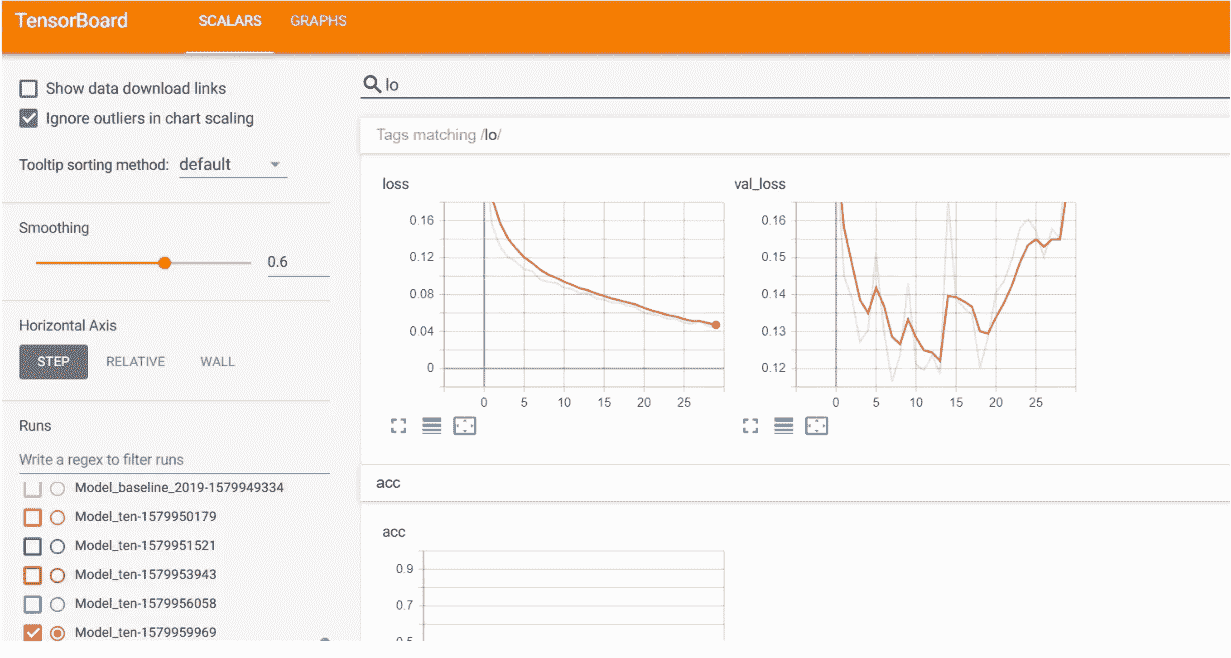 TensorBoard SCALARS GRAPHS
Show data download links
Ignore outliers in chart scaling
Tooltip sorting method: default
Smoothing
0.6
Horizontal Axis
STEP RELATIVE WALL
Runs
Write a regex to filter runs
Model_baseline_2019-1579949334
Model_ten-1579950179
Model_ten-1579951521
Model_ten-1579953943
Model_ten-1579956058
Model_ten-1579959969
lo
Tags matching /lo/
loss
0.16
0.12
0.08
0.04
0
0 5 10 15 20 25
val_loss
0.16
0.15
0.14
0.13
0.12
0 5 10 15 20 25
acc
acc
0.9
0.7
0.5